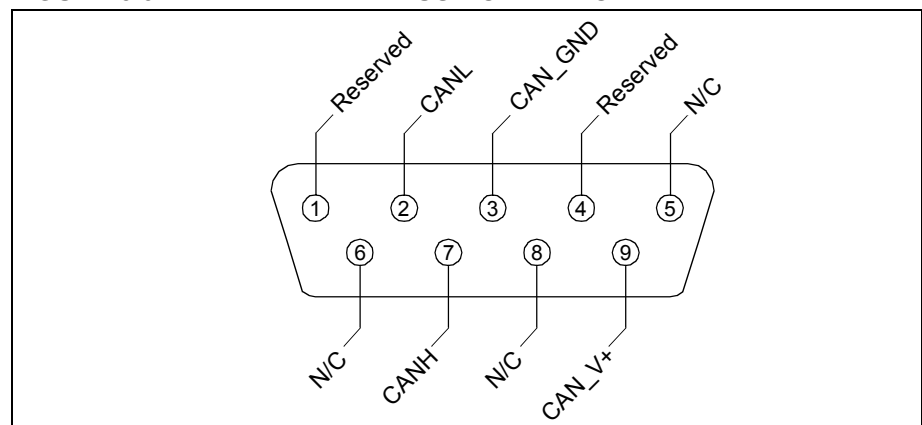 Reserved
CANL
CAN_GND
Reserved
N/C
1 2 3 4 5
6 7 8 9
N/C
CANH
N/C
CAN_V+